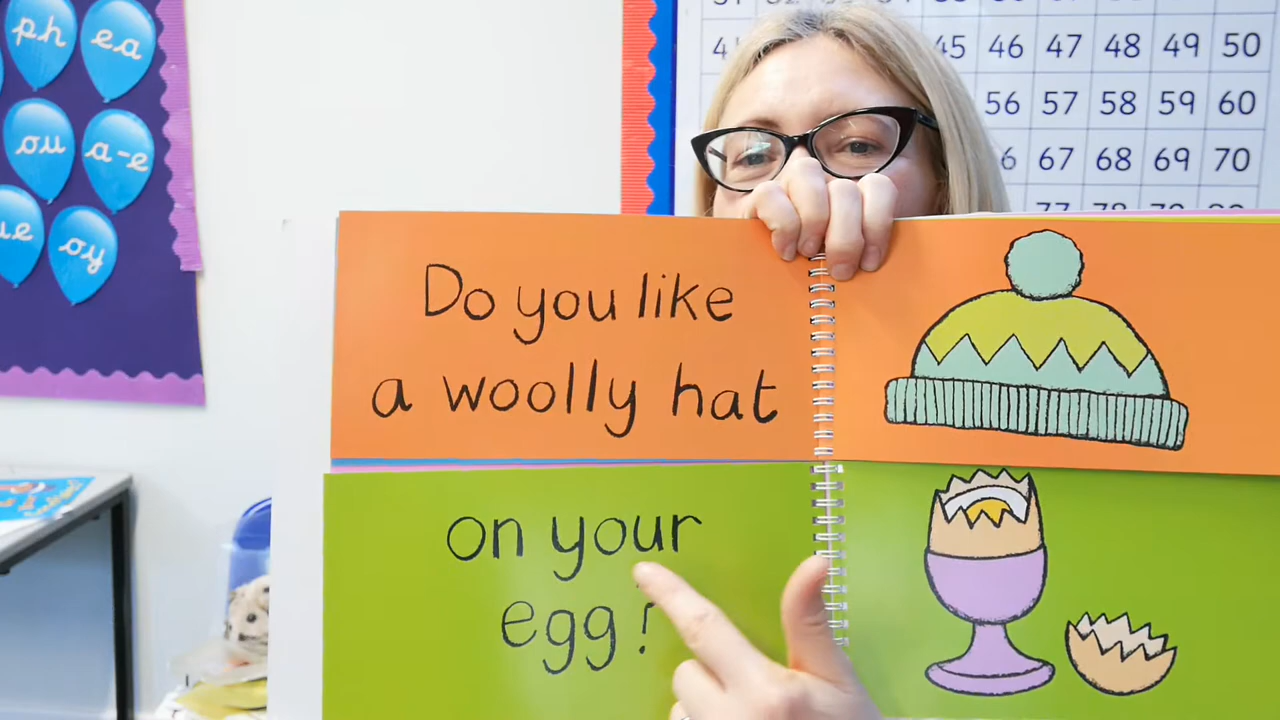 ph ea
ou a-e
oy
45 46 47 48 49 50
56 57 58 59 60
67 68 69 70
Do you like
a woolly hat
on your
egg?